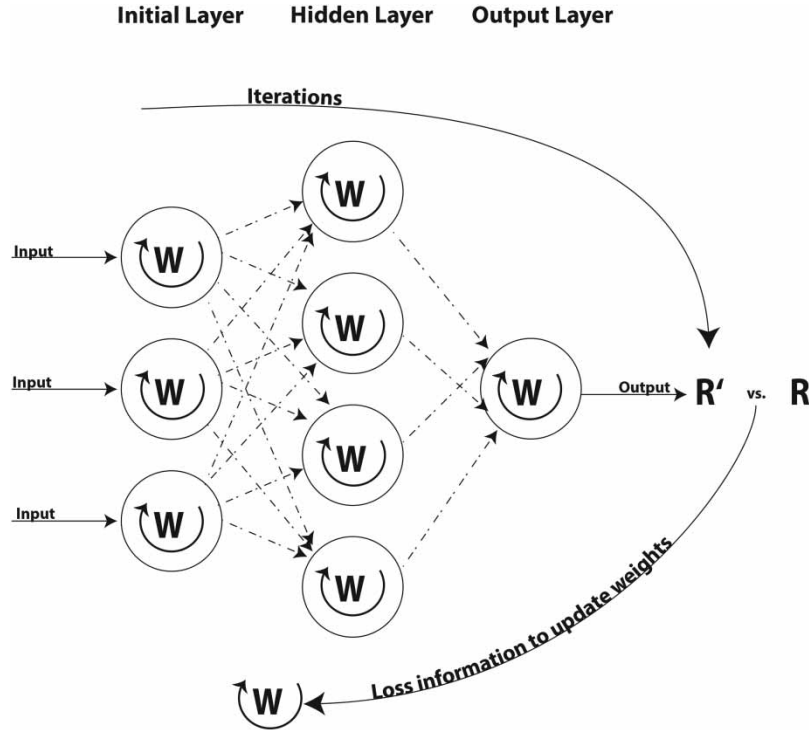 Initial Layer
Hidden Layer
Output Layer
Iterations
W
W
Input
W
W
Input
W
W
Output
R‘
vs.
R
W
Input
W
W
Loss information to update weights
W